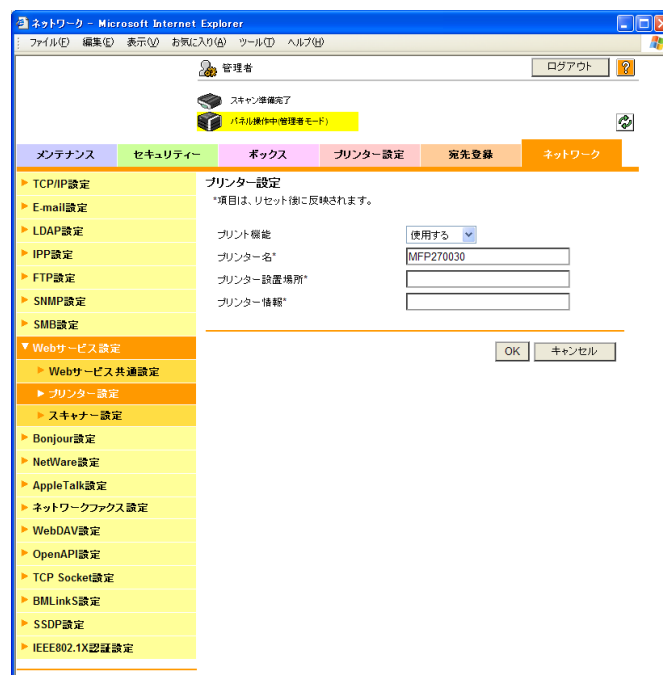 ネットワーク - Microsoft Internet Explorer
ファイル(F) 編集(E) 表示(V) お気に入り(A) ツール(T) ヘルプ(H)
管理者
ログアウト
?
スキャン準備完了
パネル操作中(管理者モード)
メンテナンス
セキュリティー
ボックス
プリンター設定
宛先登録
ネットワーク
TCP/IP設定
E-mail設定
LDAP設定
IPP設定
FTP設定
SNMP設定
SMB設定
Webサービス設定
Webサービス共通設定
プリンター設定
スキャナー設定
Bonjour設定
NetWare設定
AppleTalk設定
ネットワークファクス設定
WebDAV設定
OpenAPI設定
TCP Socket設定
BMLinkS設定
SSDP設定
IEEE802.1X認証設定
プリンター設定
*項目は、リセット後に反映されます。
プリント機能 使用する
プリンター名* MFP270030
プリンター設置場所*
プリンター情報*
OK キャンセル